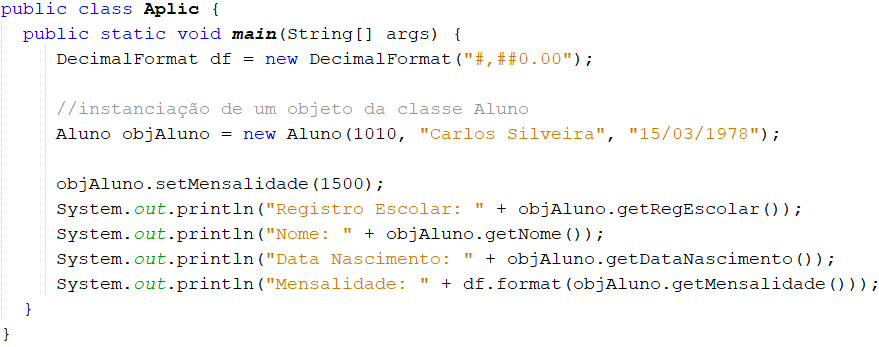 public class Aplic {
  public static void main(String[] args) {
     DecimalFormat df = new DecimalFormat("#,##0.00");
     //instanciação de um objeto da classe Aluno
     Aluno objAluno = new Aluno(1010, "Carlos Silveira", "15/03/1978");
     objAluno.setMensalidade(1500);
     System.out.println("Registro Escolar: " + objAluno.getRegEscolar());
     System.out.println("Nome: " + objAluno.getNome());
     System.out.println("Data Nascimento: " + objAluno.getDataNascimento());
     System.out.println("Mensalidade: " + df.format(objAluno.getMensalidade()));
  }
}